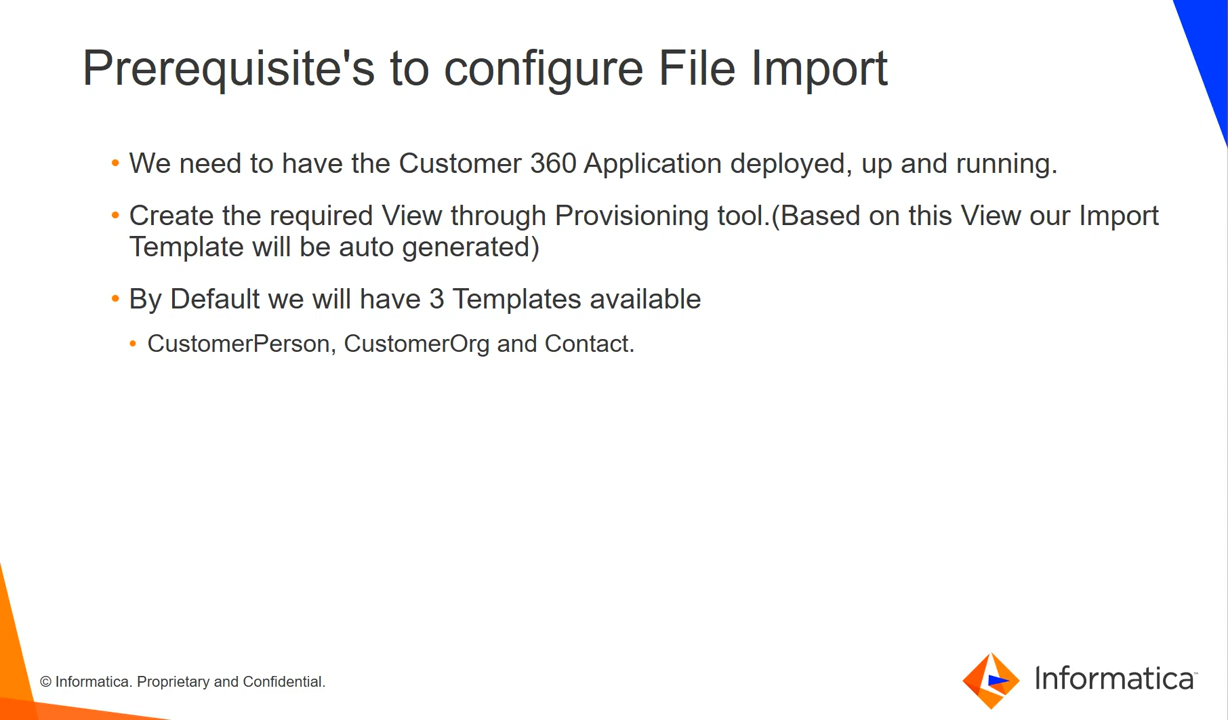 Prerequisite's to configure File Import
• We need to have the Customer 360 Application deployed, up and running.
• Create the required View through Provisioning tool.(Based on this View our Import
Template will be auto generated)
• By Default we will have 3 Templates available
• CustomerPerson, CustomerOrg and Contact.
© Informatica. Proprietary and Confidential.
Informatica™